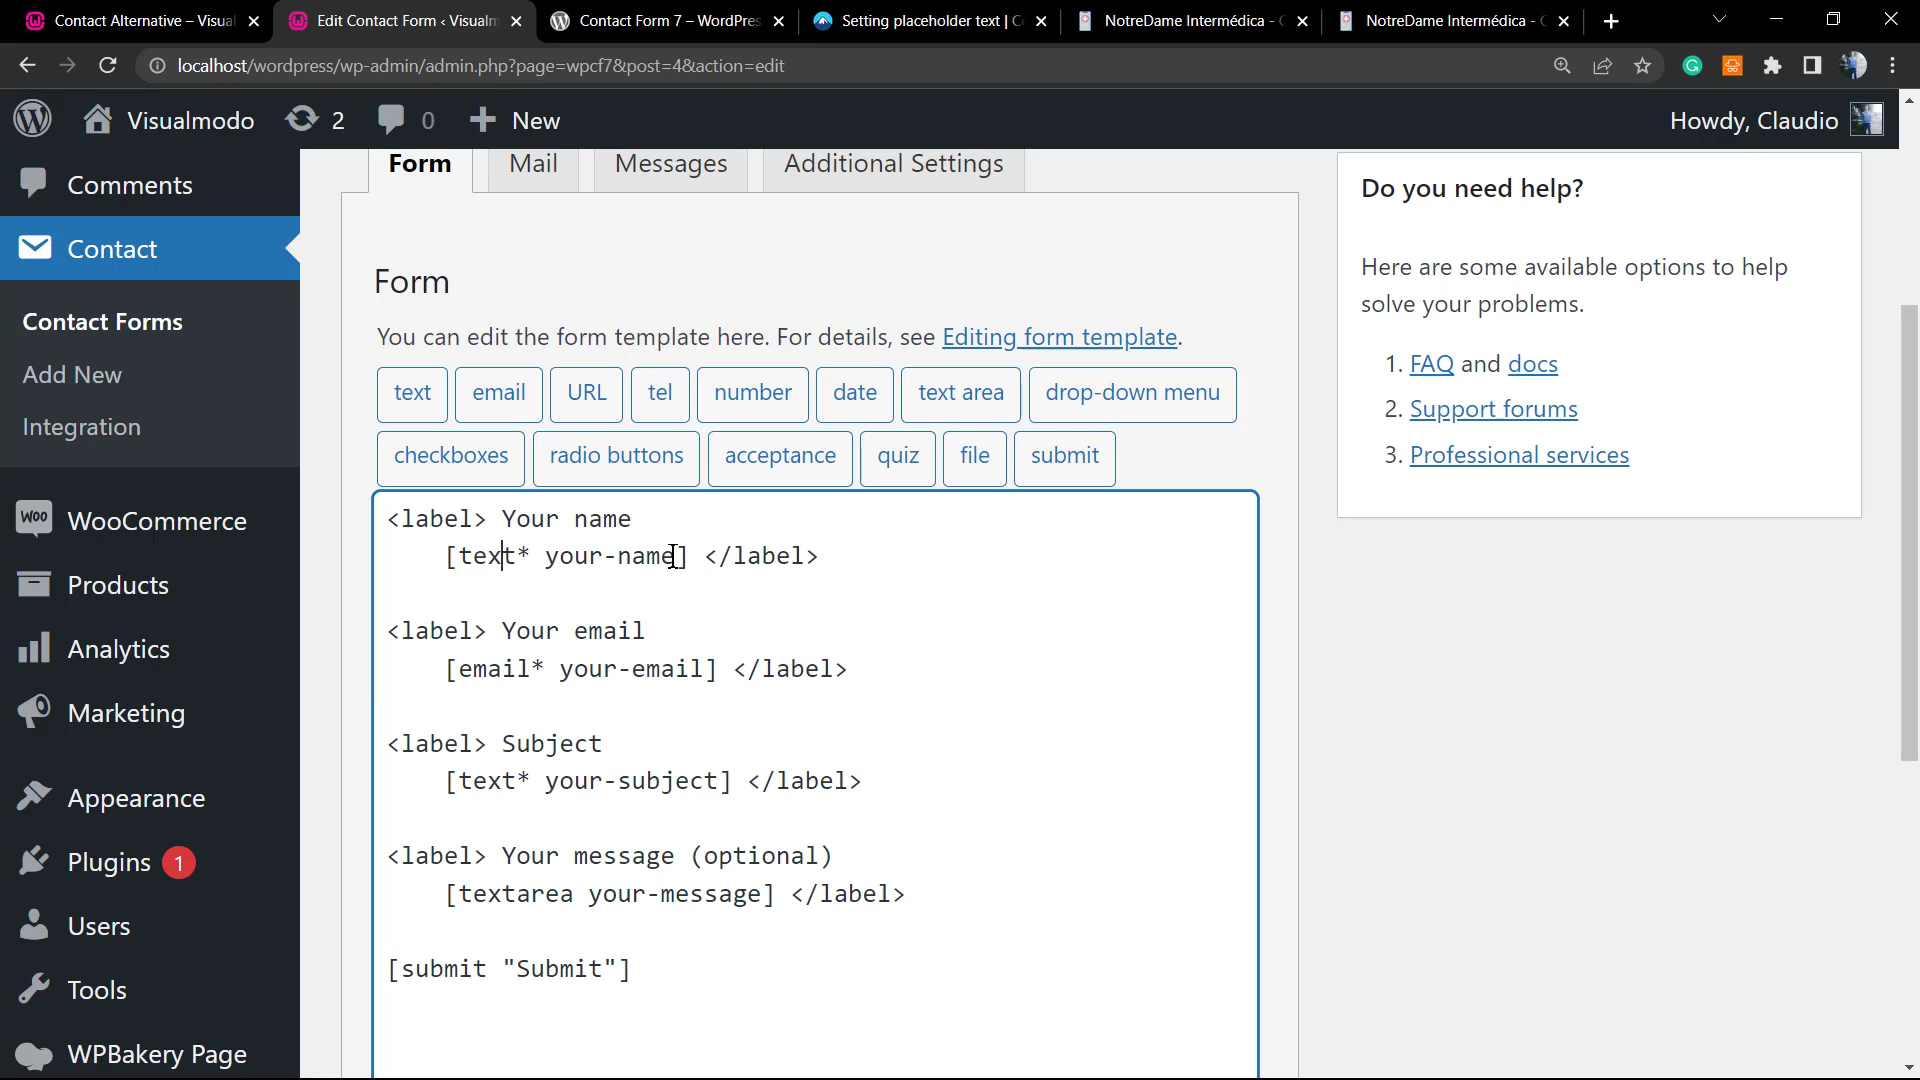 Contact Alternative – Visual
Edit Contact Form ‹ Visualm
Contact Form 7 – WordPres
Setting placeholder text | C
NotreDame Intermédica - C
NotreDame Intermédica - C
localhost/wordpress/wp-admin/admin.php?page=wpcf7&post=4&action=edit
Visualmodo 2 0 New
Howdy, Claudio
Comments
Contact
Contact Forms
Add New
Integration
WooCommerce
Products
Analytics
Marketing
Appearance
Plugins 1
Users
Tools
WPBakery Page
Form Mail Messages Additional Settings
Form
You can edit the form template here. For details, see Editing form template.
text email URL tel number date text area drop-down menu
checkboxes radio buttons acceptance quiz file submit
<label> Your name
[text* your-name] </label>
<label> Your email
[email* your-email] </label>
<label> Subject
[text* your-subject] </label>
<label> Your message (optional)
[textarea your-message] </label>
[submit "Submit"]
Do you need help?
Here are some available options to help
solve your problems.
1. FAQ and docs
2. Support forums
3. Professional services